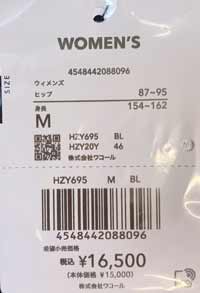 SIZE
WOMEN'S
4548442088096
ウィメンズ
ヒップ 87~95
身長 154~162
M
HZY695 BL
HZY20Y 46
株式会社ワコール
HZY695 M BL
4548442088096
希望小売価格
税込 ¥16,500
(本体価格 ¥15,000)
株式会社ワコール